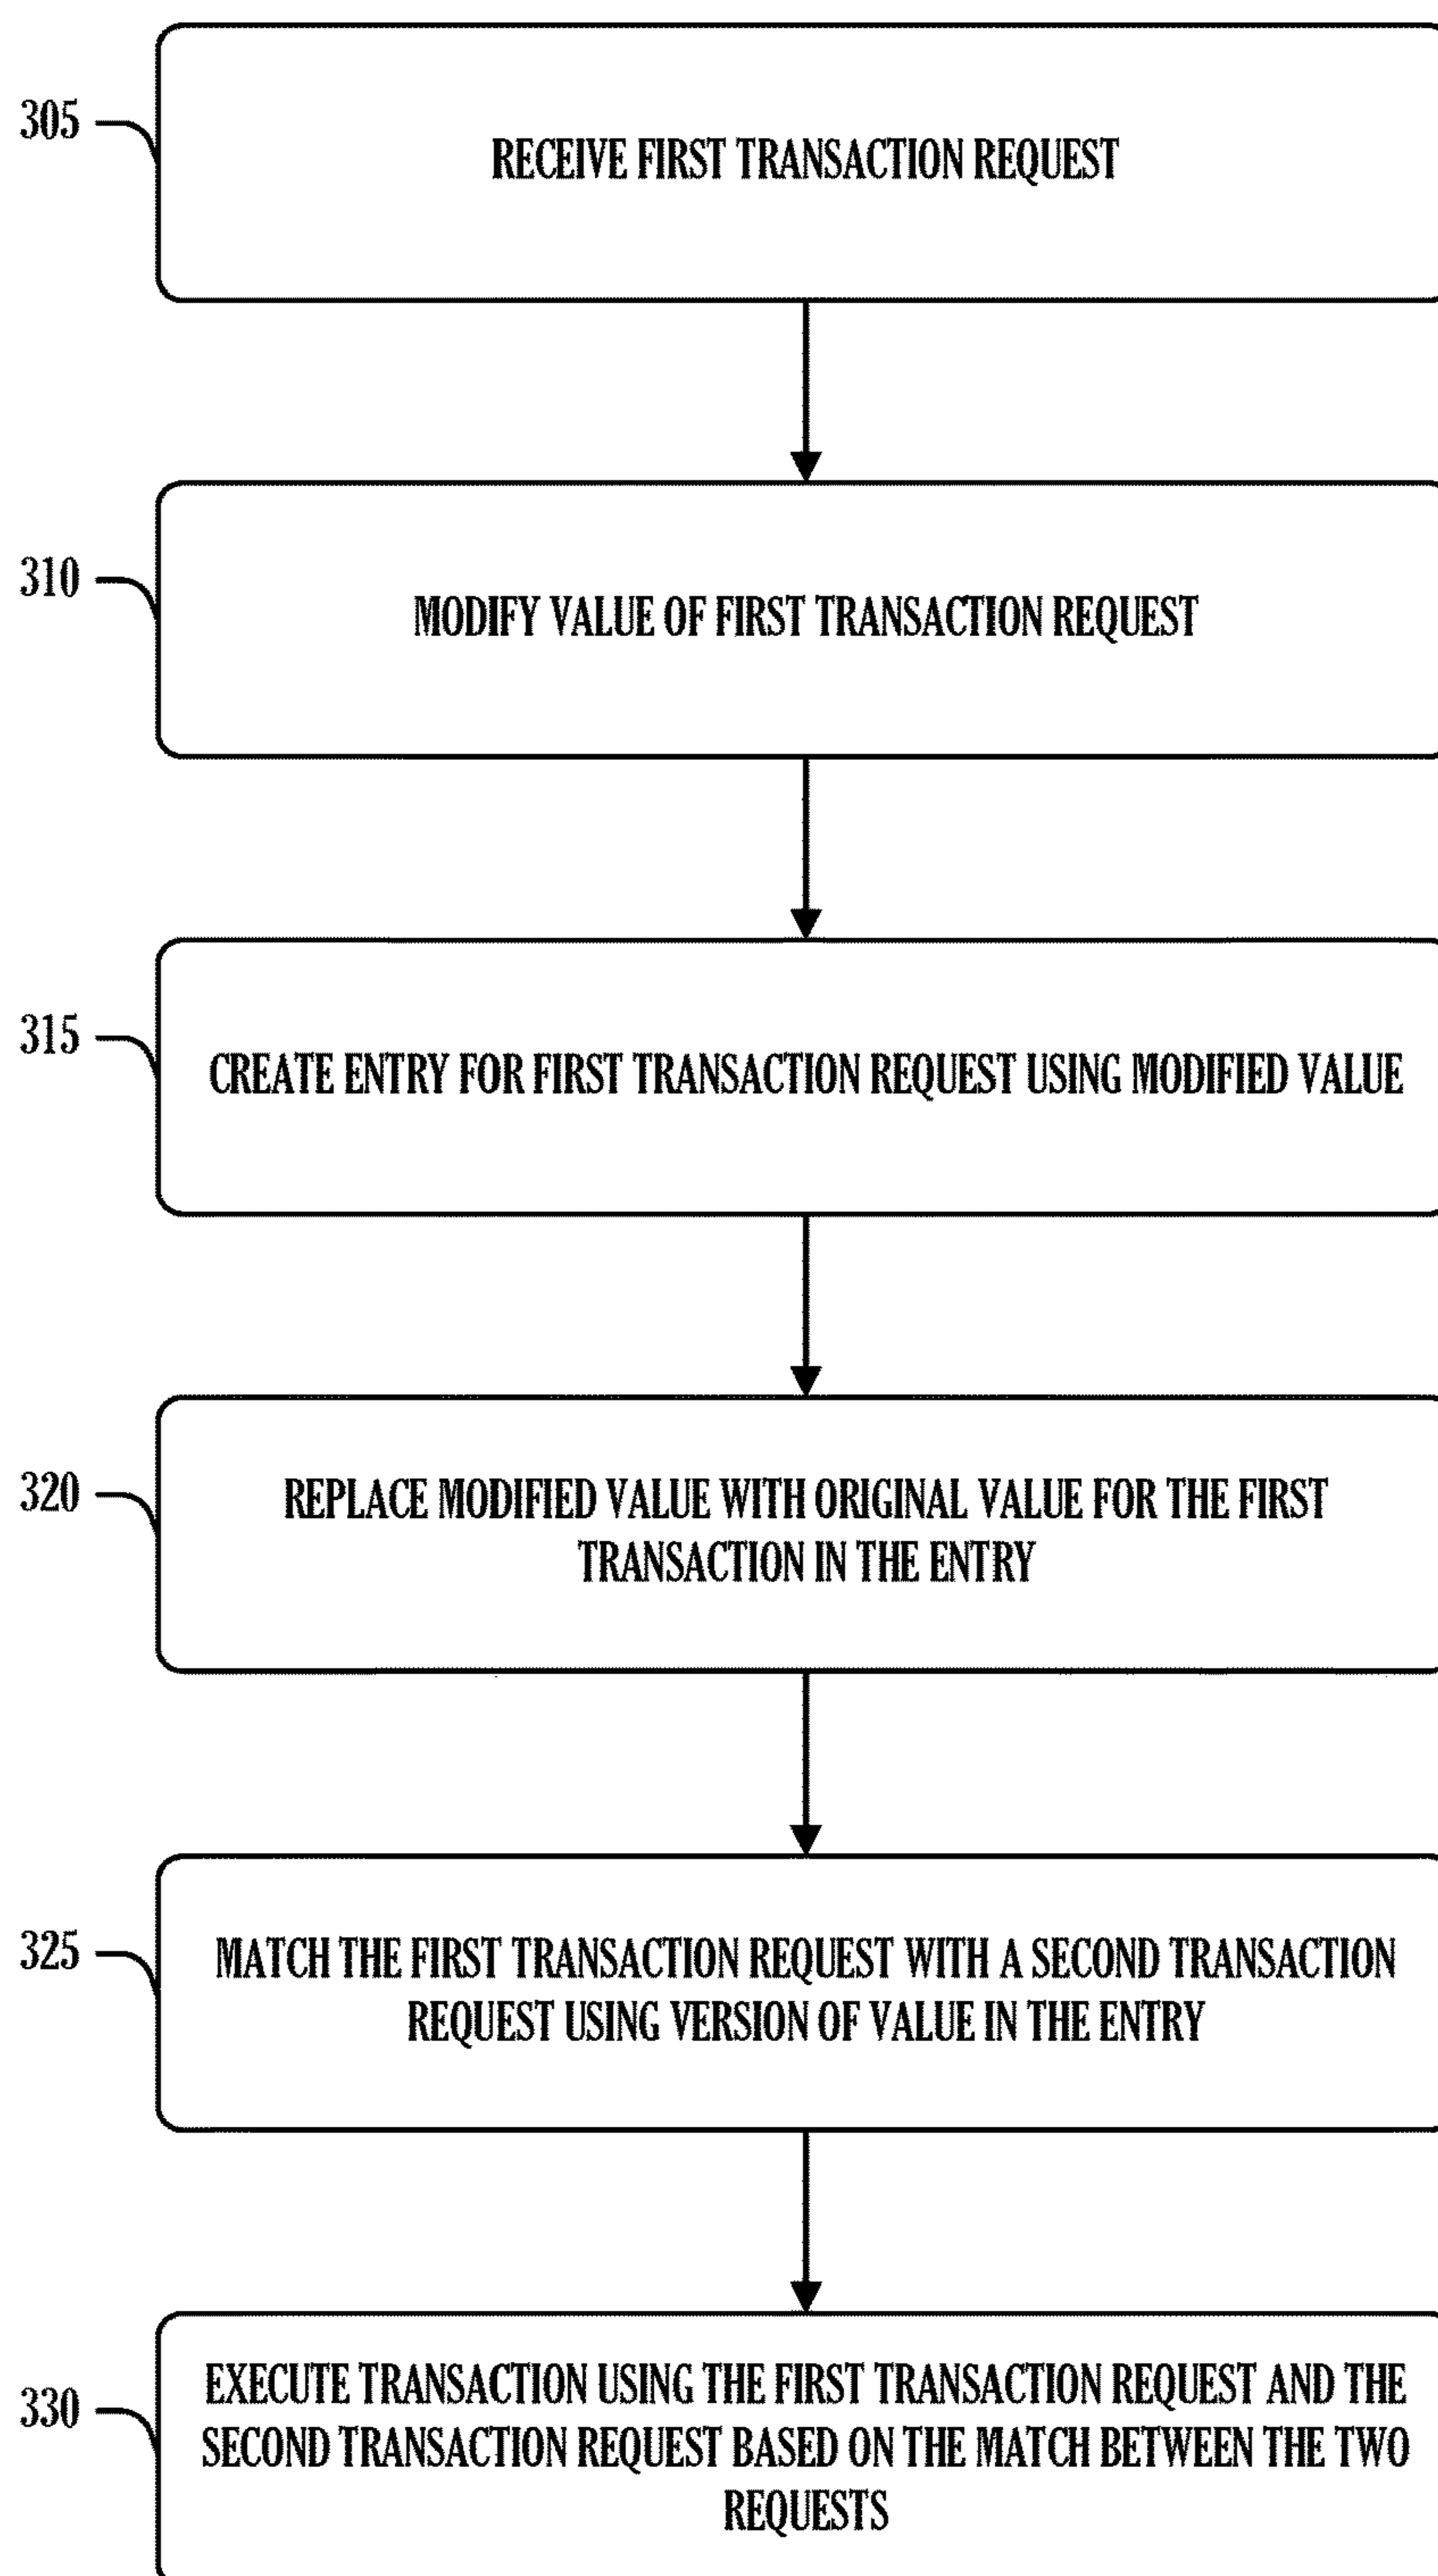 305
RECEIVE FIRST TRANSACTION REQUEST
310
MODIFY VALUE OF FIRST TRANSACTION REQUEST
315
CREATE ENTRY FOR FIRST TRANSACTION REQUEST USING MODIFIED VALUE
320
REPLACE MODIFIED VALUE WITH ORIGINAL VALUE FOR THE FIRST
TRANSACTION IN THE ENTRY
325
MATCH THE FIRST TRANSACTION REQUEST WITH A SECOND TRANSACTION
REQUEST USING VERSION OF VALUE IN THE ENTRY
330
EXECUTE TRANSACTION USING THE FIRST TRANSACTION REQUEST AND THE
SECOND TRANSACTION REQUEST BASED ON THE MATCH BETWEEN THE TWO
REQUESTS